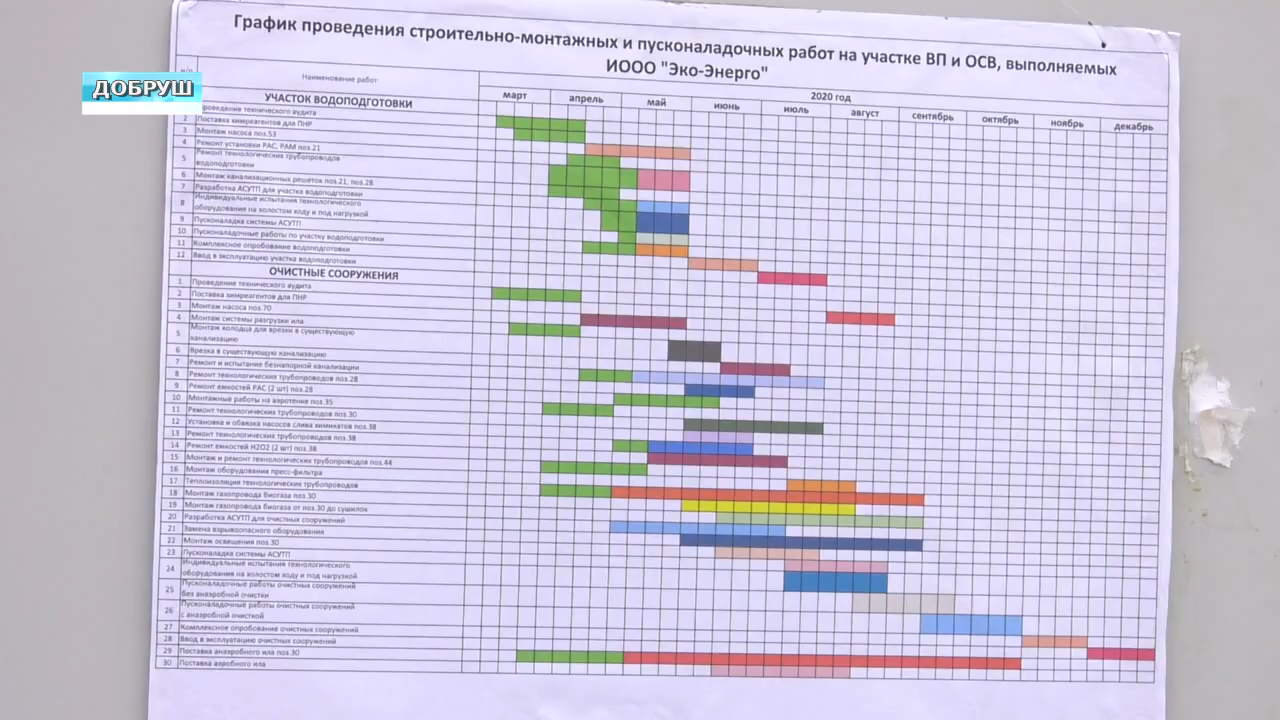 График проведения строительно-монтажных и пусконаладочных работ на участке ВП и ОСВ, выполняемых
ИООО "Эко-Энерго"
ДОБРУШ
Наименование работ
2020 год
март апрель май июнь июль август сентябрь октябрь ноябрь декабрь
УЧАСТОК ВОДОПОДГОТОВКИ
проведение технического аудита
2 Поставка химреагентов для ПНР
3 Монтаж насоса поз.53
4 Ремонт установки РАС, РАМ поз.21
5 Ремонт технологических трубопроводов
водоподготовки
6 Монтаж канализационных решеток поз.21, поз.28
7 Разработка АСУТП для участка водоподготовки
8 Индивидуальные испытания технологического
оборудования на холостом ходу и под нагрузкой
9 Пусконаладка системы АСУТП
10 Пусконаладочные работы по участку водоподготовки
11 Комплексное опробование водоподготовки
12 Ввод в эксплуатацию участка водоподготовки
ОЧИСТНЫЕ СООРУЖЕНИЯ
1 Проведение технического аудита
2 Поставка химреагентов для ПНР
3 Монтаж насоса поз.70
4 Монтаж системы разгрузки ила
5 Монтаж колодца для врезки в существующую
канализацию
6 Врезка в существующую канализацию
7 Ремонт и испытание безнапорной канализации
8 Ремонт технологических трубопроводов поз.28
9 Ремонт емкостей РАС (2 шт) поз.28
10 Монтажные работы на аэротенке поз.35
11 Ремонт технологических трубопроводов поз.30
12 Установка и обвязка насосов слива химикатов поз.38
13 Ремонт технологических трубопроводов поз.38
14 Ремонт емкостей Н2О2 (2 шт) поз.38
15 Монтаж и ремонт технологических трубопроводов поз.44
16 Монтаж оборудования пресс-фильтра
17 Теплоизоляция технологических трубопроводов
18 Монтаж газопровода биогаза поз.30
19 Монтаж газопровода биогаза от поз.30 до сушилок
20 Разработка АСУТП для очистных сооружений
21 Замена взрывоопасного оборудования
22 Монтаж освещения поз.30
23 Пусконаладка системы АСУТП
24 Индивидуальные испытания технологического
оборудования на холостом ходу и под нагрузкой
25 Пусконаладочные работы очистных сооружений
без анаэробной очистки
26 Пусконаладочные работы очистных сооружений
с анаэробной очисткой
27 Комплексное опробование очистных сооружений
28 Ввод в эксплуатацию очистных сооружений
29 Поставка анаэробного ила поз.30
30 Поставка аэробного ила